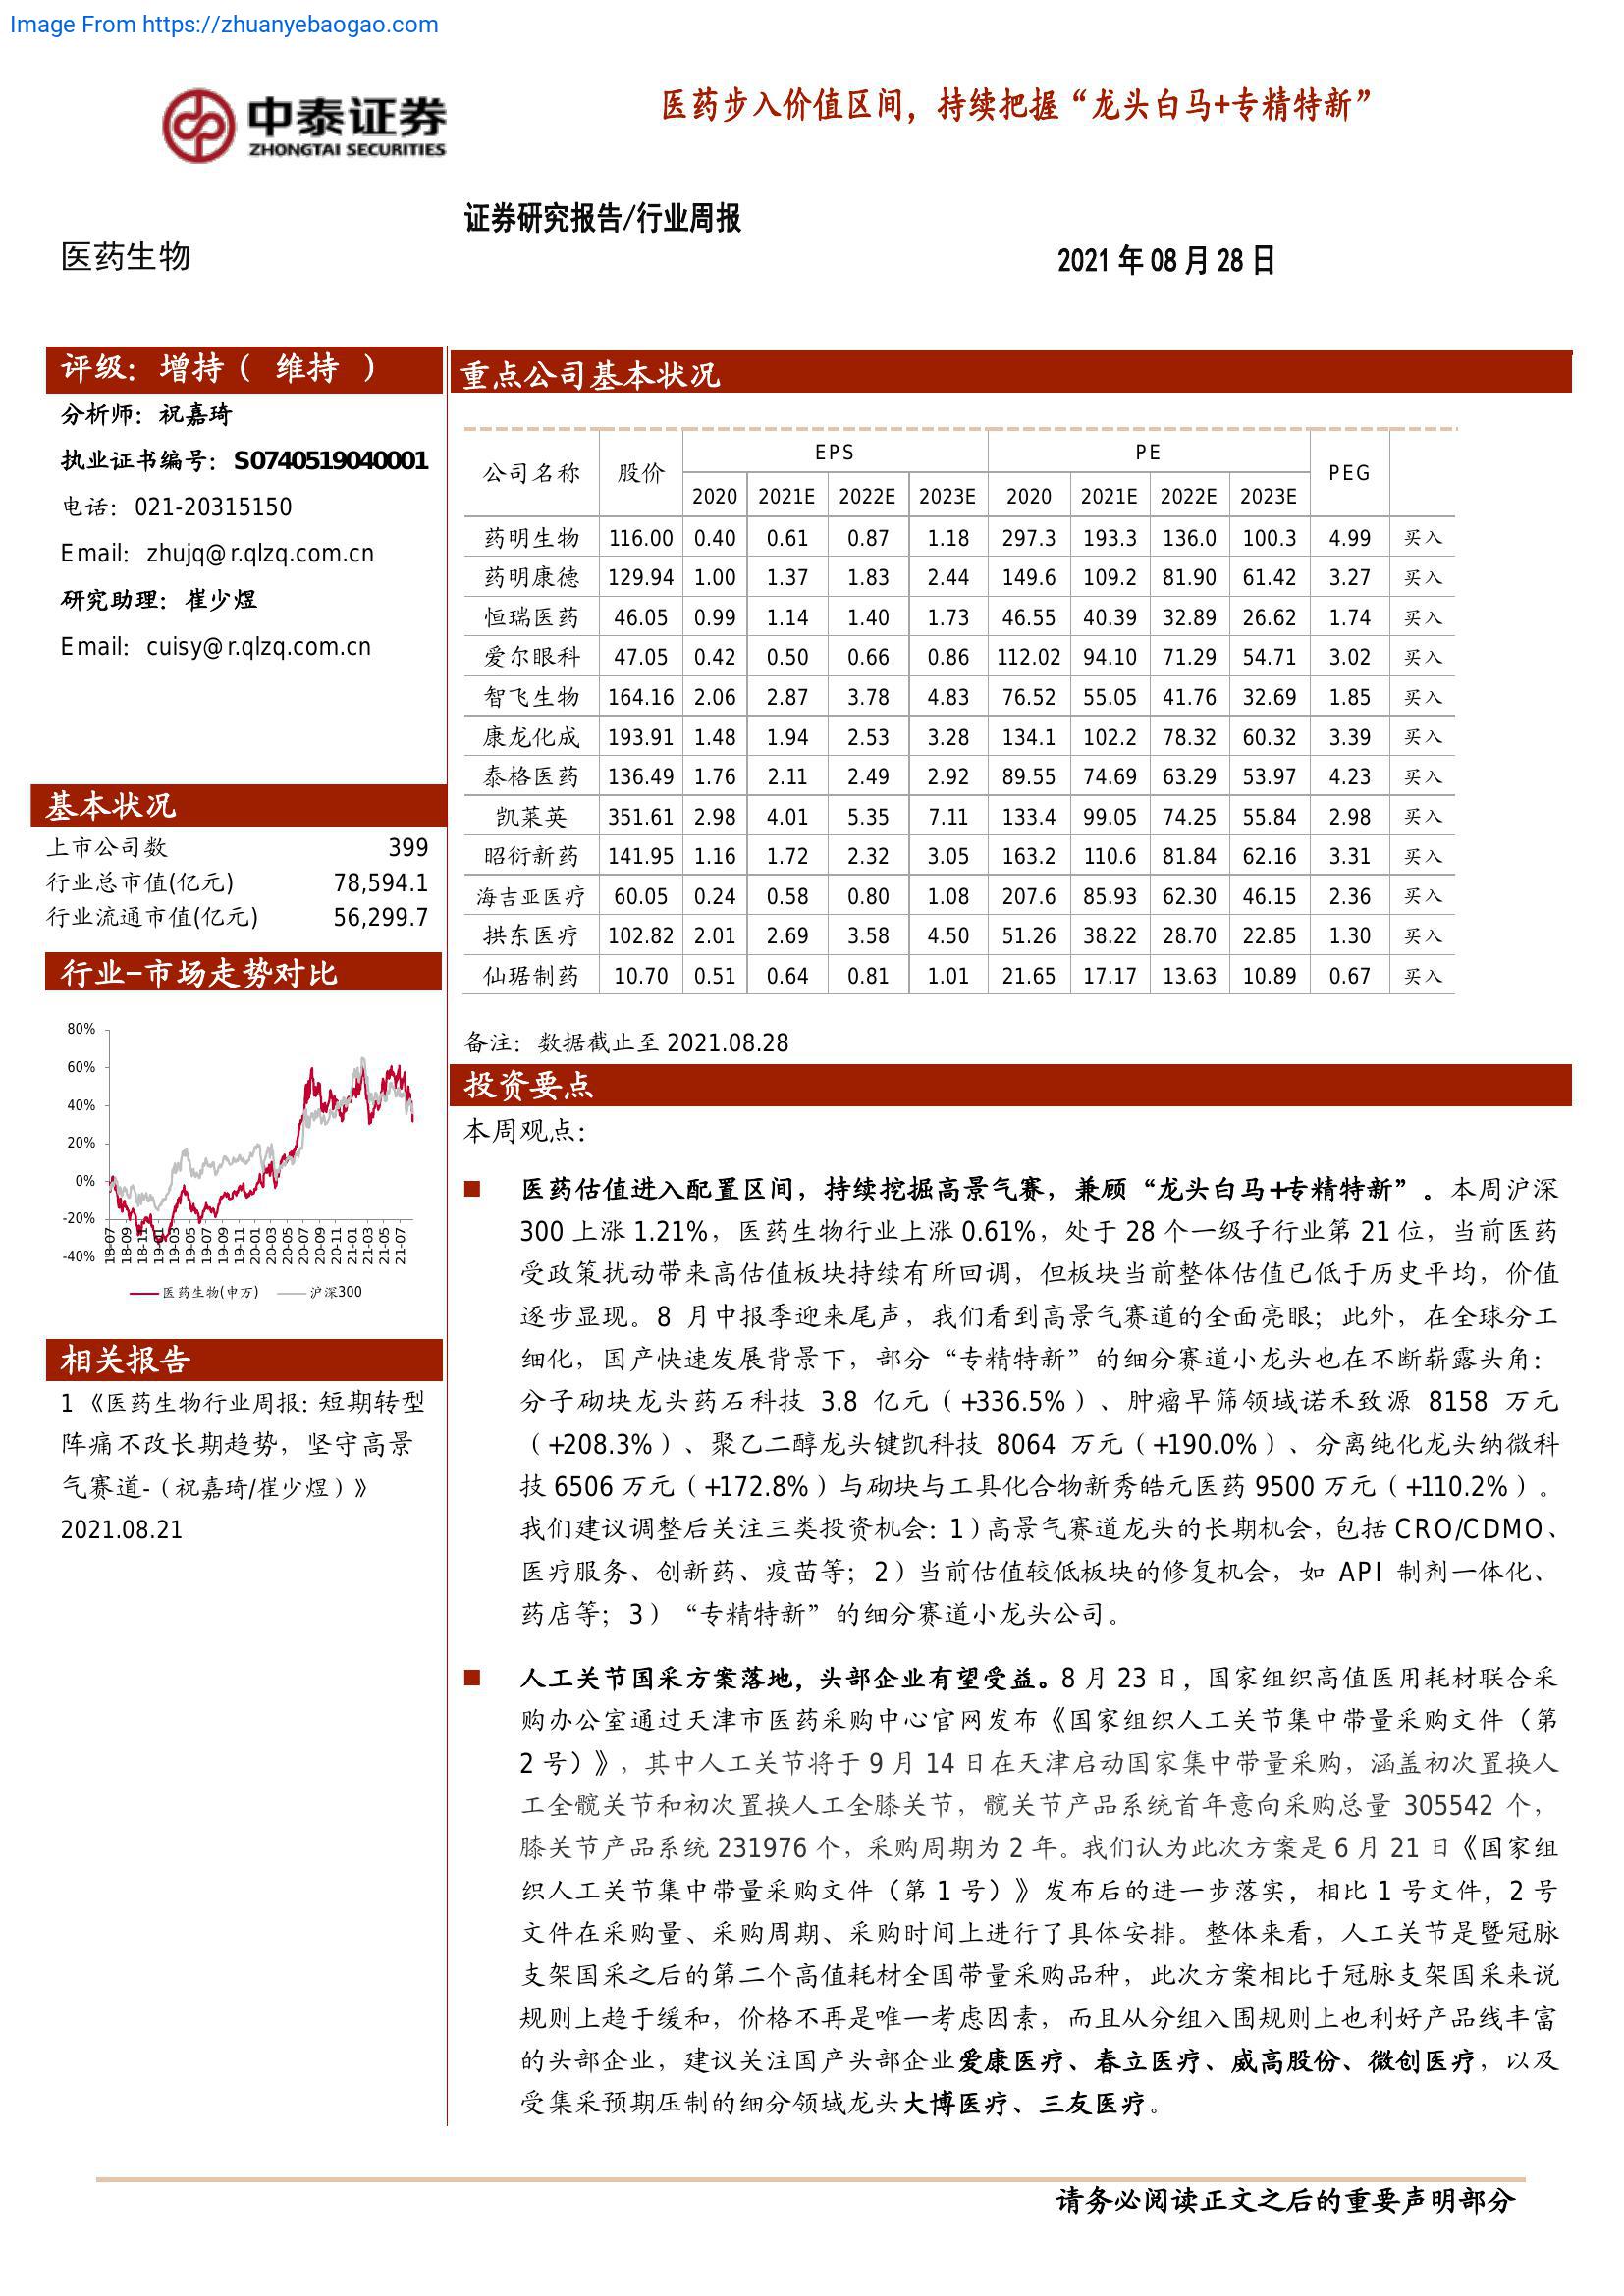 Image From https://zhuanyebaogao.com
中泰证券
ZHONGTAI SECURITIES
医药步入价值区间，持续把握“龙头白马+专精特新”
证券研究报告/行业周报
医药生物
2021 年 08 月 28 日
评级：增持（ 维持 ）
分析师：祝嘉琦
执业证书编号：S0740519040001
电话：021-20315150
Email：zhujq@r.qlzq.com.cn
研究助理：崔少煜
Email：cuisy@r.qlzq.com.cn
基本状况
上市公司数 399
行业总市值(亿元) 78,594.1
行业流通市值(亿元) 56,299.7
行业-市场走势对比
80%
60%
40%
20%
0%
-20%
-40%
18-07 18-09 18-11 19-01 19-03 19-05 19-07 19-09 19-11 20-01 20-03 20-05 20-07 20-09 20-11 21-01 21-03 21-05 21-07
医药生物(申万) 沪深300
相关报告
1 《医药生物行业周报：短期转型
阵痛不改长期趋势，坚守高景
气赛道-（祝嘉琦/崔少煜）》
2021.08.21
重点公司基本状况
公司名称 股价 EPS PE PEG
2020 2021E 2022E 2023E 2020 2021E 2022E 2023E
药明生物 116.00 0.40 0.61 0.87 1.18 297.3 193.3 136.0 100.3 4.99 买入
药明康德 129.94 1.00 1.37 1.83 2.44 149.6 109.2 81.90 61.42 3.27 买入
恒瑞医药 46.05 0.99 1.14 1.40 1.73 46.55 40.39 32.89 26.62 1.74 买入
爱尔眼科 47.05 0.42 0.50 0.66 0.86 112.02 94.10 71.29 54.71 3.02 买入
智飞生物 164.16 2.06 2.87 3.78 4.83 76.52 55.05 41.76 32.69 1.85 买入
康龙化成 193.91 1.48 1.94 2.53 3.28 134.1 102.2 78.32 60.32 3.39 买入
泰格医药 136.49 1.76 2.11 2.49 2.92 89.55 74.69 63.29 53.97 4.23 买入
凯莱英 351.61 2.98 4.01 5.35 7.11 133.4 99.05 74.25 55.84 2.98 买入
昭衍新药 141.95 1.16 1.72 2.32 3.05 163.2 110.6 81.84 62.16 3.31 买入
海吉亚医疗 60.05 0.24 0.58 0.80 1.08 207.6 85.93 62.30 46.15 2.36 买入
拱东医疗 102.82 2.01 2.69 3.58 4.50 51.26 38.22 28.70 22.85 1.30 买入
仙琚制药 10.70 0.51 0.64 0.81 1.01 21.65 17.17 13.63 10.89 0.67 买入
备注：数据截止至 2021.08.28
投资要点
本周观点：
■ 医药估值进入配置区间，持续挖掘高景气赛，兼顾“龙头白马+专精特新”。本周沪深
300 上涨 1.21%，医药生物行业上涨 0.61%，处于 28 个一级子行业第 21 位，当前医药
受政策扰动带来高估值板块持续有所回调，但板块当前整体估值已低于历史平均，价值
逐步显现。8 月中报季迎来尾声，我们看到高景气赛道的全面亮眼；此外，在全球分工
细化，国产快速发展背景下，部分“专精特新”的细分赛道小龙头也在不断崭露头角：
分子砌块龙头药石科技 3.8 亿元（+336.5%）、肿瘤早筛领域诺禾致源 8158 万元
（+208.3%）、聚乙二醇龙头键凯科技 8064 万元（+190.0%）、分离纯化龙头纳微科
技 6506 万元（+172.8%）与砌块与工具化合物新秀皓元医药 9500 万元（+110.2%）。
我们建议调整后关注三类投资机会：1）高景气赛道龙头的长期机会，包括 CRO/CDMO、
医疗服务、创新药、疫苗等；2）当前估值较低板块的修复机会，如 API 制剂一体化、
药店等；3）“专精特新”的细分赛道小龙头公司。
■ 人工关节国采方案落地，头部企业有望受益。8 月 23 日，国家组织高值医用耗材联合采
购办公室通过天津市医药采购中心官网发布《国家组织人工关节集中带量采购文件（第
2 号）》，其中人工关节将于 9 月 14 日在天津启动国家集中带量采购，涵盖初次置换人
工全髋关节和初次置换人工全膝关节，髋关节产品系统首年意向采购总量 305542 个，
膝关节产品系统 231976 个，采购周期为 2 年。我们认为此次方案是 6 月 21 日《国家组
织人工关节集中带量采购文件（第 1 号）》发布后的进一步落实，相比 1 号文件，2 号
文件在采购量、采购周期、采购时间上进行了具体安排。整体来看，人工关节是暨冠脉
支架国采之后的第二个高值耗材全国带量采购品种，此次方案相比于冠脉支架国采来说
规则上趋于缓和，价格不再是唯一考虑因素，而且从分组入围规则上也利好产品线丰富
的头部企业，建议关注国产头部企业爱康医疗、春立医疗、威高股份、微创医疗，以及
受集采预期压制的细分领域龙头大博医疗、三友医疗。
请务必阅读正文之后的重要声明部分